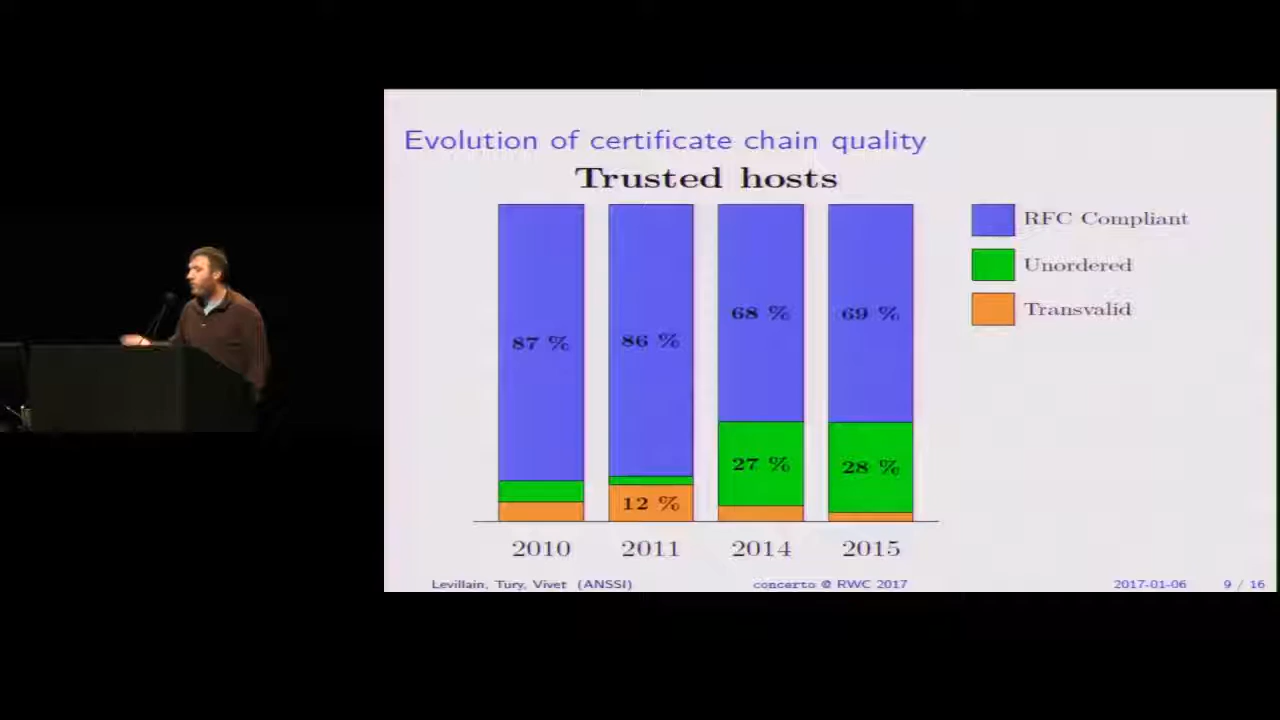 Evolution of certificate chain quality
Trusted hosts
RFC Compliant
Unordered
Transvalid
87 %
86 %
68 %
69 %
12 %
27 %
28 %
2010
2011
2014
2015
Levillain, Tury, Vivet (ANSSI)
concerto @ RWC 2017
2017-01-06
9 / 16